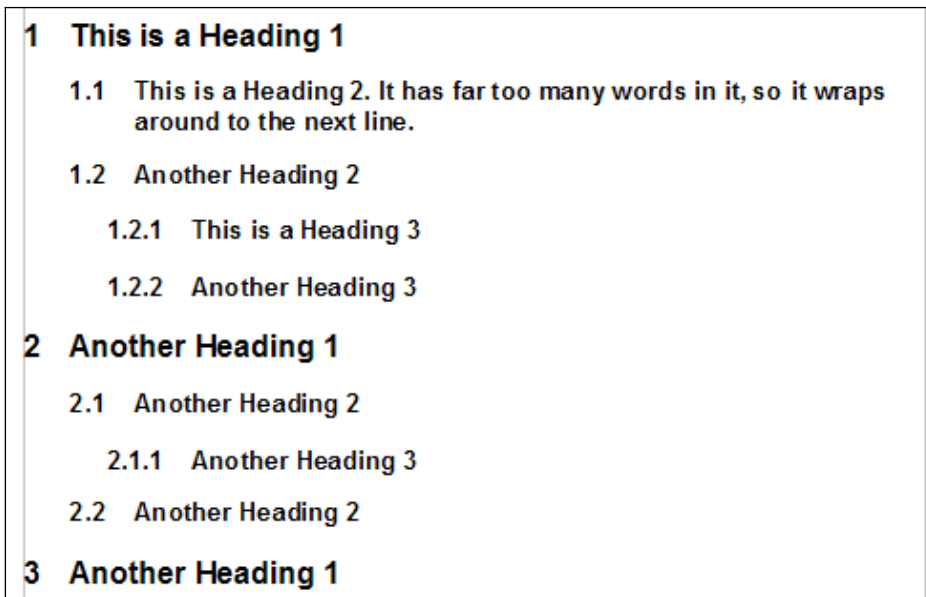 1 This is a Heading 1
1.1 This is a Heading 2. It has far too many words in it, so it wraps
around to the next line.
1.2 Another Heading 2
1.2.1 This is a Heading 3
1.2.2 Another Heading 3
2 Another Heading 1
2.1 Another Heading 2
2.1.1 Another Heading 3
2.2 Another Heading 2
3 Another Heading 1